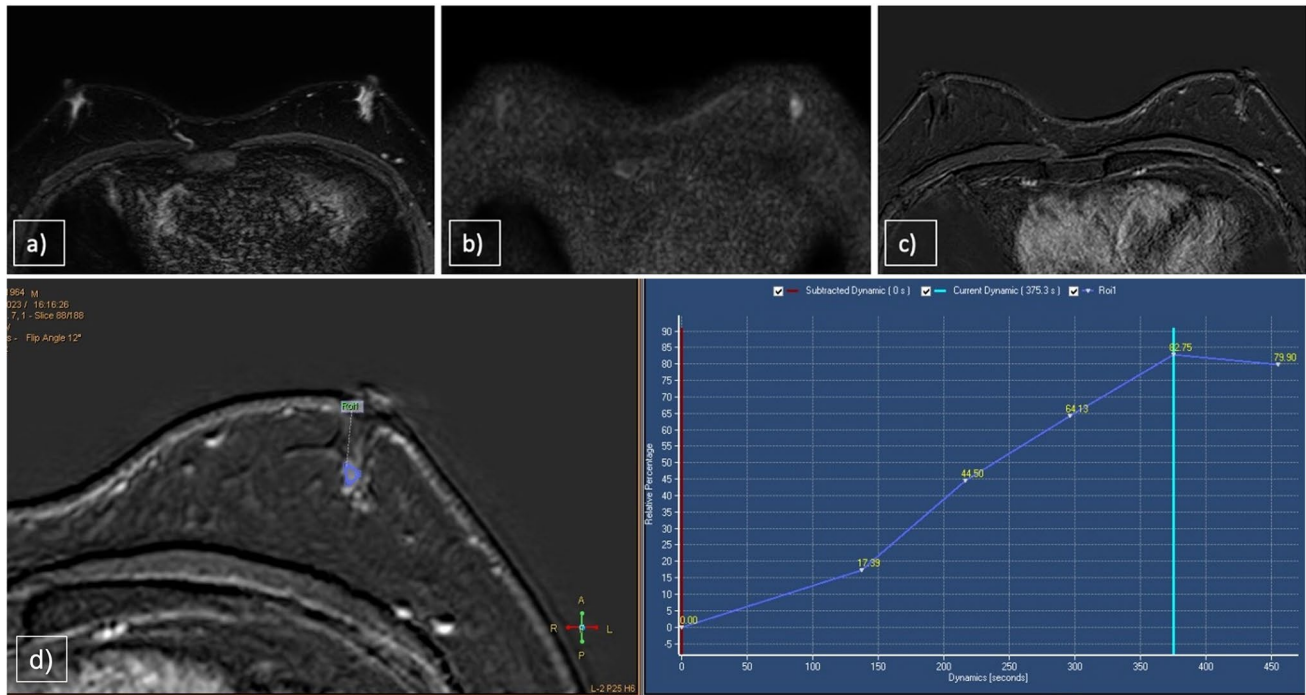 a)
b)
c)
1964 M
2023 / 16:16:26
7, 1 - Slice 88/188
/
s - Flip Angle 12°
Roi1
A
R L
P
L-2 P25 H6
d)
Subtracted Dynamic ( 0 s ) Current Dynamic ( 375.3 s ) Roi1
Relative Percentage
90
85
80
75
70
65
60
55
50
45
40
35
30
25
20
15
10
5
0
-5
0.00
17.39
44.50
64.13
82.75
79.90
0 50 100 150 200 250 300 350 400 450
Dynamics [seconds]